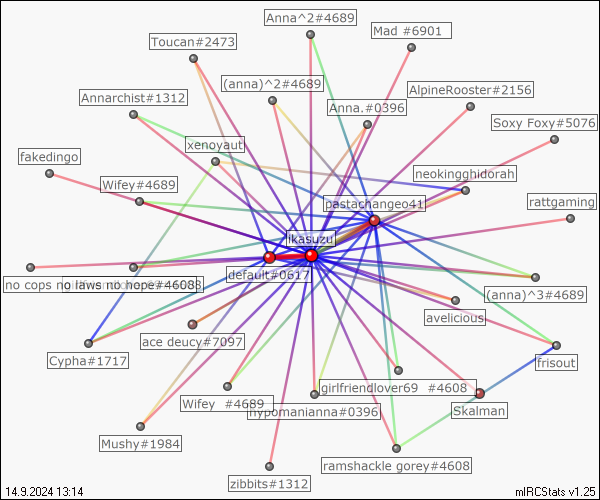 Anna^2#4689
Mad #6901
Toucan#2473
(anna)^2#4689
AlpineRooster#2156
Annarchist#1312
Anna.#0396
Soxy Foxy#5076
xenoyaut
fakedingo
neokingghidorah
Wifey#4689
pastachangeo41
rattgaming
ikasuzu
default#0617
no cops no laws no hope#4608
(anna)^3#4689
avelicious
ace deucy#7097
Cypha#1717
frisout
girlfriendlover69 #4608
Wifey #4689
hypomanianna#0396
Skalman
Mushy#1984
ramshackle gorey#4608
zibbits#1312
14.9.2024 13:14
mIRCStats v1.25